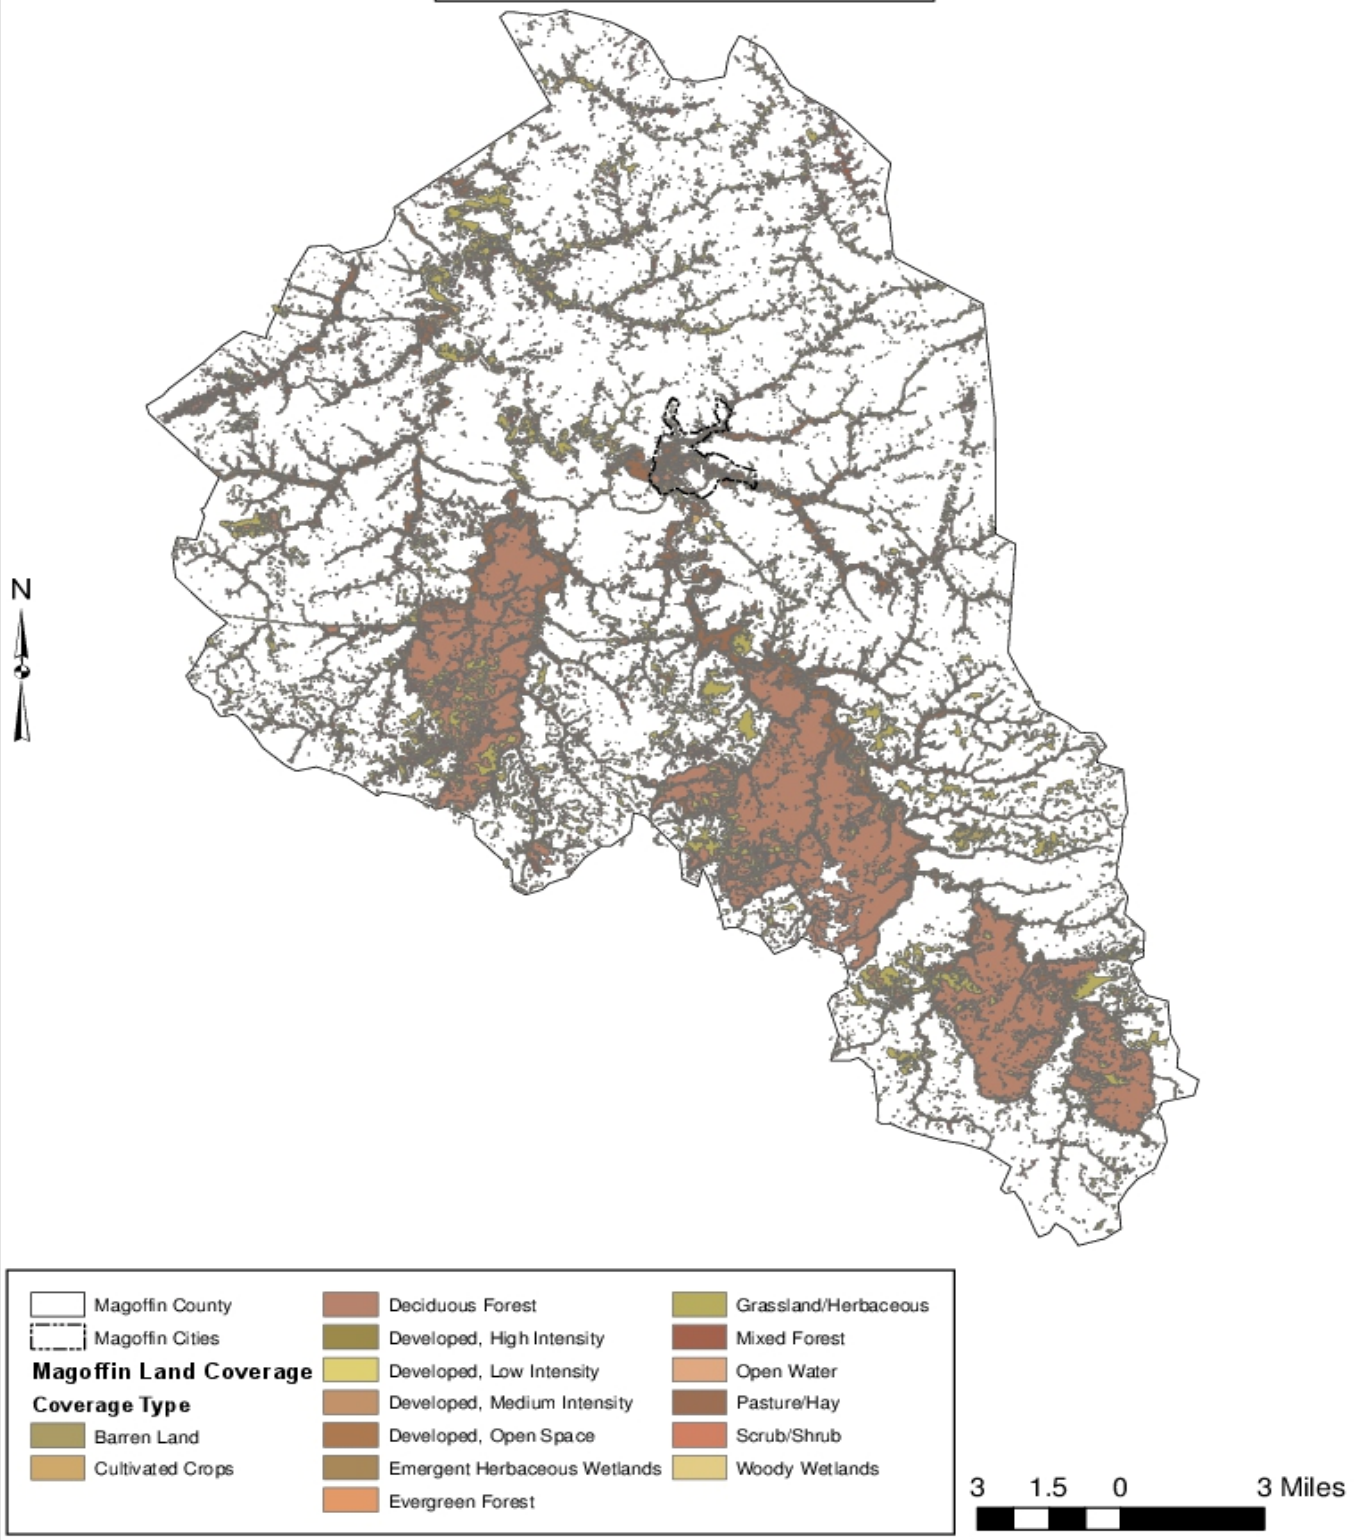 N
Magoffin County
Magoffin Cities
Magoffin Land Coverage
Coverage Type
Barren Land
Cultivated Crops
Deciduous Forest
Developed, High Intensity
Developed, Low Intensity
Developed, Medium Intensity
Developed, Open Space
Emergent Herbaceous Wetlands
Evergreen Forest
Grassland/Herbaceous
Mixed Forest
Open Water
Pasture/Hay
Scrub/Shrub
Woody Wetlands
3 1.5 0 3 Miles